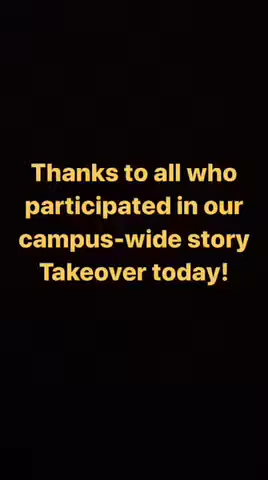 Thanks to all who
participated in our
campus-wide story
Takeover today!